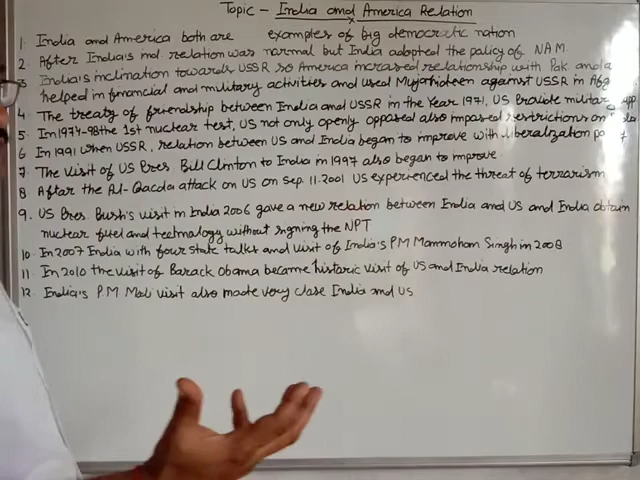 Topic - India and America Relation
1. India and America both are examples of big democratic nation
2. After India's ind. relation was normal but India adopted the policy of NAM.
3 India's inclination towards USSR so America increased relationship with Pak. and
helped in financial and military activities and used Mujahideen against USSR in Afg
4 The treaty of friendship between India and USSR in the Year 1971, US Provide military supp
5. In 1974-98 the 1st nuclear test, US not only openly opposed also imposed restrictions on
6 In 1991 when USSR, relation between US and India began to improve with liberalization
7. The visit of US Pres Bill Clinton to India in 1997 also began to improve
8 After the Al-Qaeda attack on US on Sep. 11.2001 US experienced the threat of terrorism
9. US Pres. Bush's visit in India 2006 gave a new relation between India and US and India obtain
nuclear fuel and technology without signing the NPT
10. In 2007 India with four state talks and visit of India's PM Manmoham Singh in 2008
11 In 2010 the visit of Barack Obama became historic visit of US and India relation
12. India's P.M Modi visit also made very close India and US